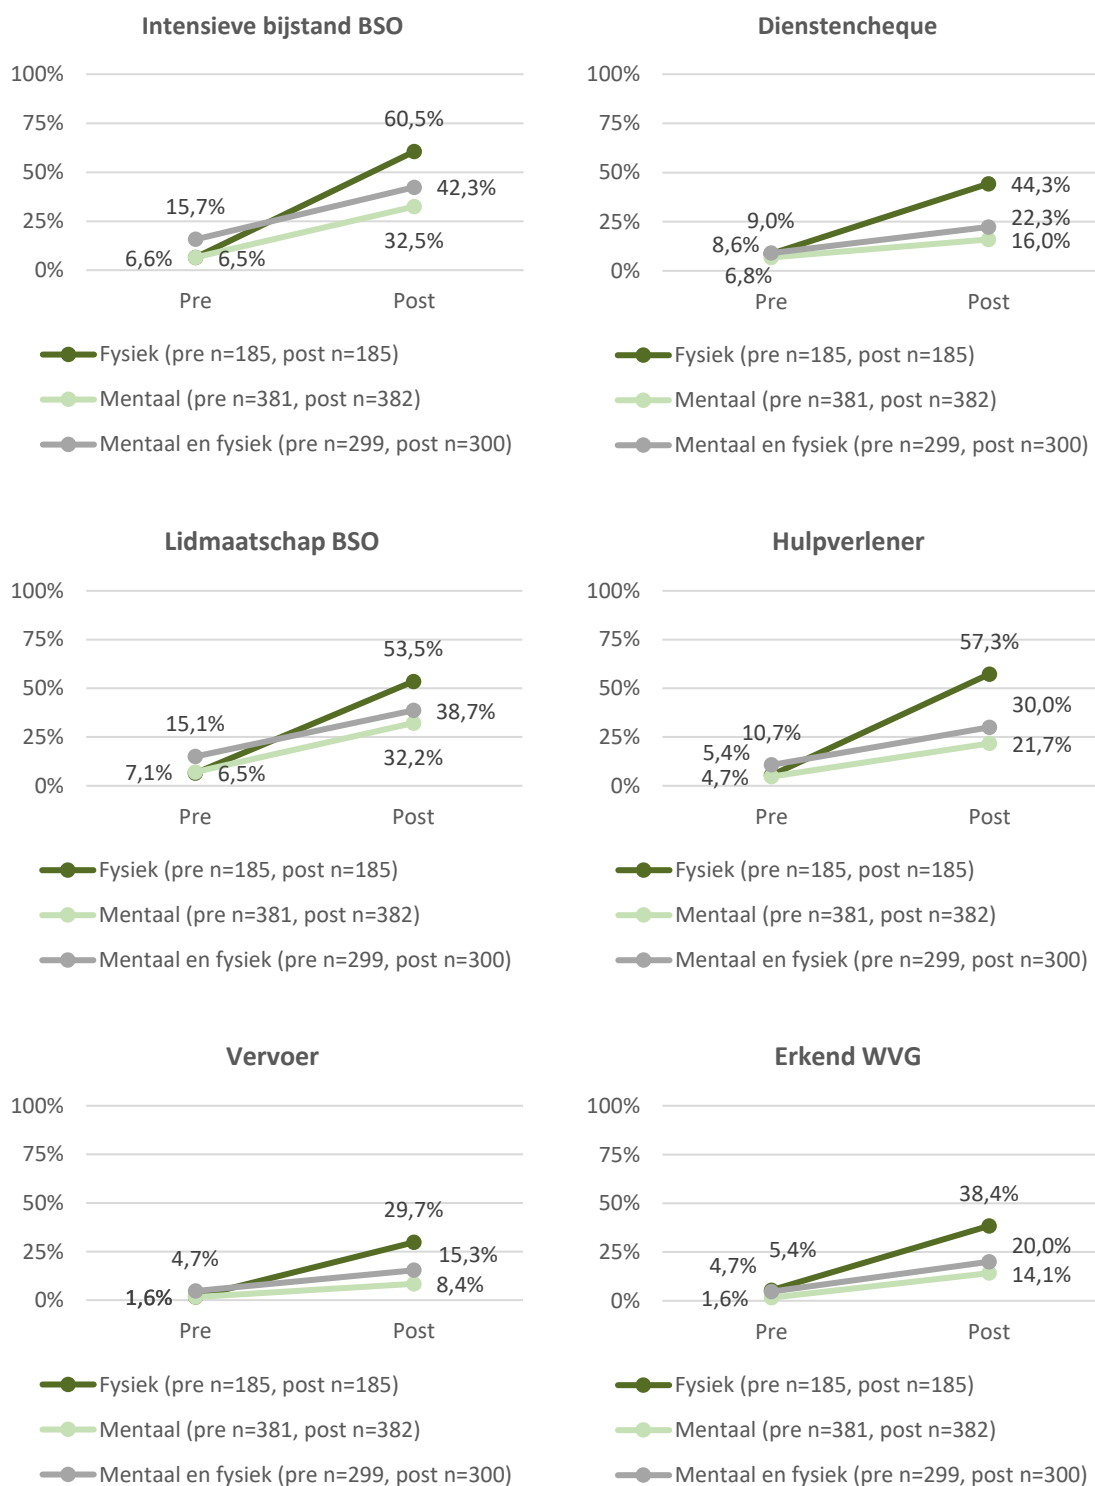 Intensieve bijstand BSO
100%
75%
50%
25%
0%
60,5%
15,7%
42,3%
6,6%
6,5%
32,5%
Pre
Post
Fysiek (pre n=185, post n=185)
Mentaal (pre n=381, post n=382)
Mentaal en fysiek (pre n=299, post n=300)
Dienstencheque
100%
75%
50%
25%
0%
44,3%
9,0%
22,3%
8,6%
16,0%
6,8%
Pre
Post
Fysiek (pre n=185, post n=185)
Mentaal (pre n=381, post n=382)
Mentaal en fysiek (pre n=299, post n=300)
Lidmaatschap BSO
100%
75%
50%
25%
0%
53,5%
15,1%
38,7%
7,1%
6,5%
32,2%
Pre
Post
Fysiek (pre n=185, post n=185)
Mentaal (pre n=381, post n=382)
Mentaal en fysiek (pre n=299, post n=300)
Hulpverlener
100%
75%
50%
25%
0%
57,3%
10,7%
30,0%
5,4%
21,7%
4,7%
Pre
Post
Fysiek (pre n=185, post n=185)
Mentaal (pre n=381, post n=382)
Mentaal en fysiek (pre n=299, post n=300)
Vervoer
100%
75%
50%
25%
0%
29,7%
4,7%
15,3%
1,6%
1,6%
8,4%
Pre
Post
Fysiek (pre n=185, post n=185)
Mentaal (pre n=381, post n=382)
Mentaal en fysiek (pre n=299, post n=300)
Erkend WVG
100%
75%
50%
25%
0%
38,4%
5,4%
4,7%
20,0%
1,6%
14,1%
Pre
Post
Fysiek (pre n=185, post n=185)
Mentaal (pre n=381, post n=382)
Mentaal en fysiek (pre n=299, post n=300)